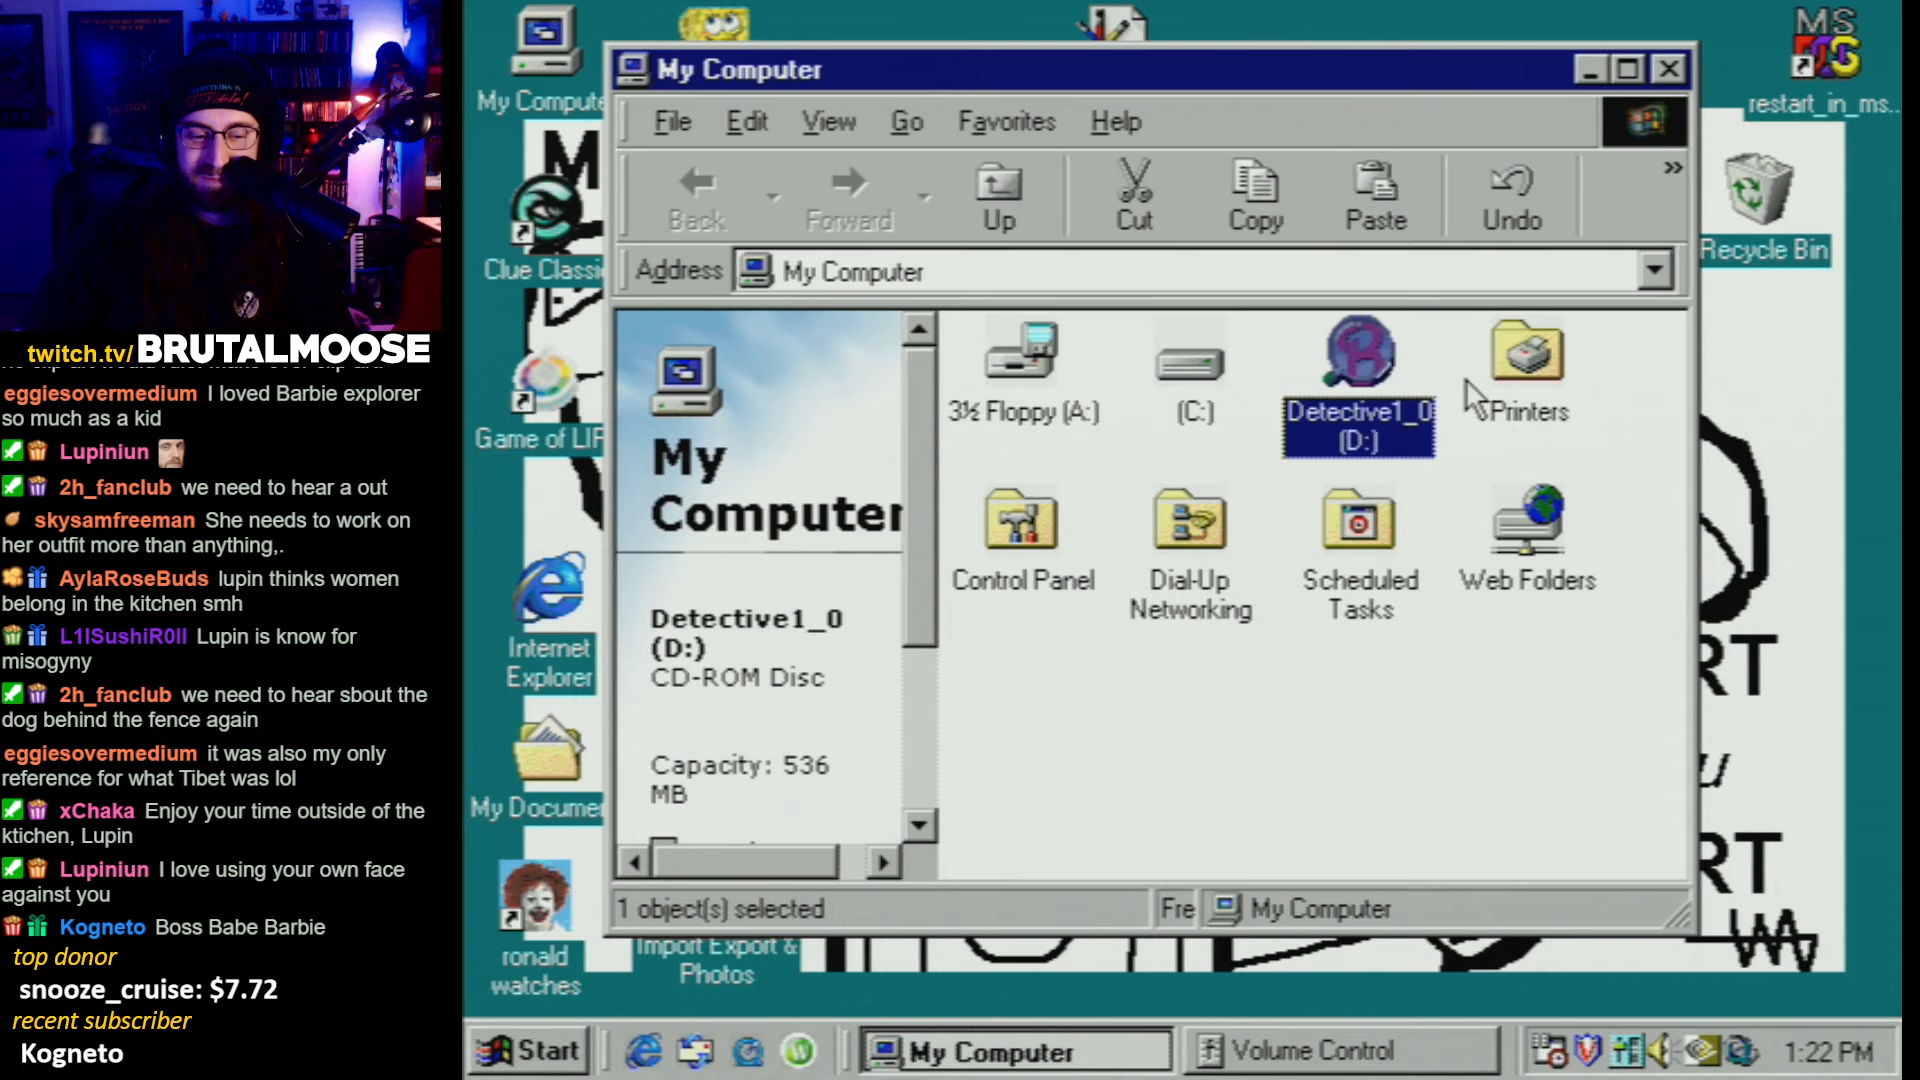 twitch.tv/BRUTALMOOSE
eggiesovermedium I loved Barbie explorer
so much as a kid
Lupiniun
2h_fanclub we need to hear a out
skysamfreeman She needs to work on
her outfit more than anything,.
AylaRoseBuds lupin thinks women
belong in the kitchen smh
L1ISushiR0ll Lupin is know for
misogyny
2h_fanclub we need to hear sbout the
dog behind the fence again
eggiesovermedium it was also my only
reference for what Tibet was lol
xChaka Enjoy your time outside of the
ktichen, Lupin
Lupiniun I love using your own face
against you
Kogneto Boss Babe Barbie
top donor
snooze_cruise: $7.72
recent subscriber
Kogneto
My Compute
Clue Classic
Game of LIF
Internet
Explorer
My Docume
ronald
watches
Import Export &
Photos
MS
restart_in_ms...
Recycle Bin
My Computer
File Edit View Go Favorites Help
Back Forward Up Cut Copy Paste Undo »
Address My Computer
My
Computer
Detective1_0
(D:)
CD-ROM Disc
Capacity: 536
MB
3½ Floppy (A:)
(C:)
Detective1_0
(D:)
Printers
Control Panel
Dial-Up
Networking
Scheduled
Tasks
Web Folders
1 object(s) selected
Fre
My Computer
RT
RT
Start
My Computer
Volume Control
1:22 PM